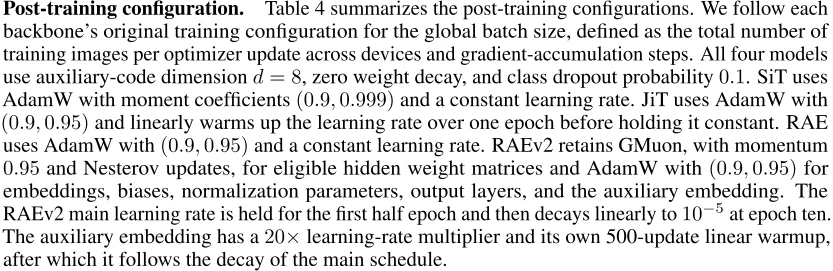 Post-training configuration. Table 4 summarizes the post-training configurations. We follow each
backbone's original training configuration for the global batch size, defined as the total number of
training images per optimizer update across devices and gradient-accumulation steps. All four models
use auxiliary-code dimension d = 8, zero weight decay, and class dropout probability 0.1. SiT uses
AdamW with moment coefficients (0.9, 0.999) and a constant learning rate. JiT uses AdamW with
(0.9, 0.95) and linearly warms up the learning rate over one epoch before holding it constant. RAE
uses AdamW with (0.9, 0.95) and a constant learning rate. RAEv2 retains GMuon, with momentum
0.95 and Nesterov updates, for eligible hidden weight matrices and AdamW with (0.9, 0.95) for
embeddings, biases, normalization parameters, output layers, and the auxiliary embedding. The
RAEv2 main learning rate is held for the first half epoch and then decays linearly to 10⁻⁵ at epoch ten.
The auxiliary embedding has a 20× learning-rate multiplier and its own 500-update linear warmup,
after which it follows the decay of the main schedule.